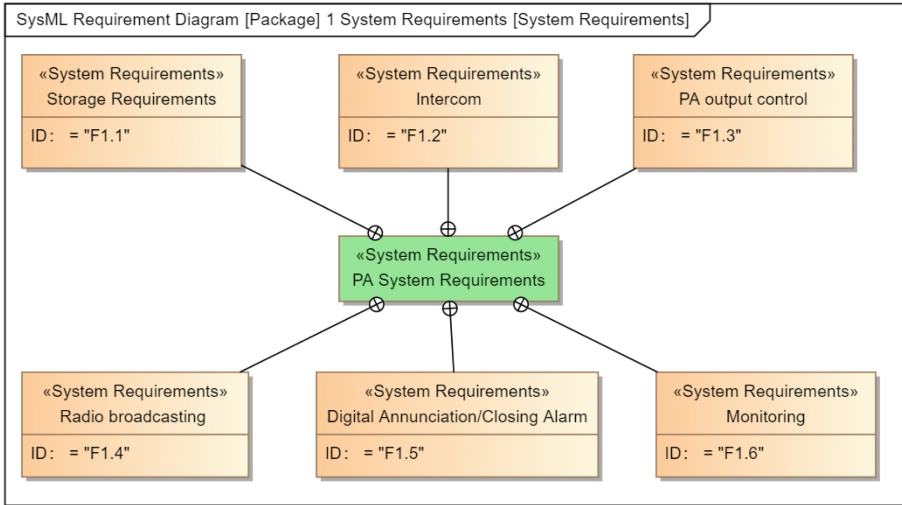 SysML Requirement Diagram [Package] 1 System Requirements [System Requirements]
«System Requirements»
Storage Requirements
ID: = "F1.1"
«System Requirements»
Intercom
ID: = "F1.2"
«System Requirements»
PA output control
ID: = "F1.3"
«System Requirements»
PA System Requirements
«System Requirements»
Radio broadcasting
ID: = "F1.4"
«System Requirements»
Digital Annunciation/Closing Alarm
ID: = "F1.5"
«System Requirements»
Monitoring
ID: = "F1.6"